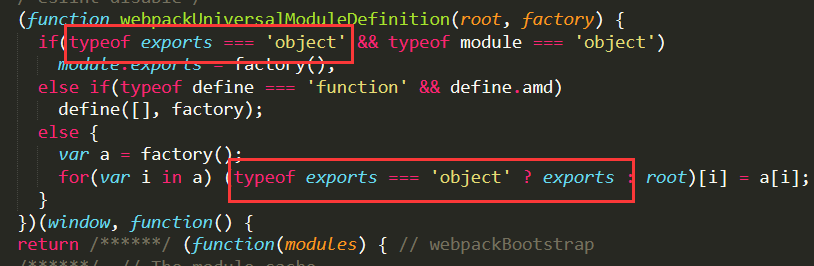 (function webpackUniversalModuleDefinition(root, factory) {
if(typeof exports === 'object' && typeof module === 'object')
module.exports = factory();
else if(typeof define === 'function' && define.amd)
define([], factory);
else {
var a = factory();
for(var i in a) (typeof exports === 'object' ? exports : root)[i] = a[i];
}
})(window, function() {
return /******/ (function(modules) { // webpackBootstrap
/******/ // The module cache